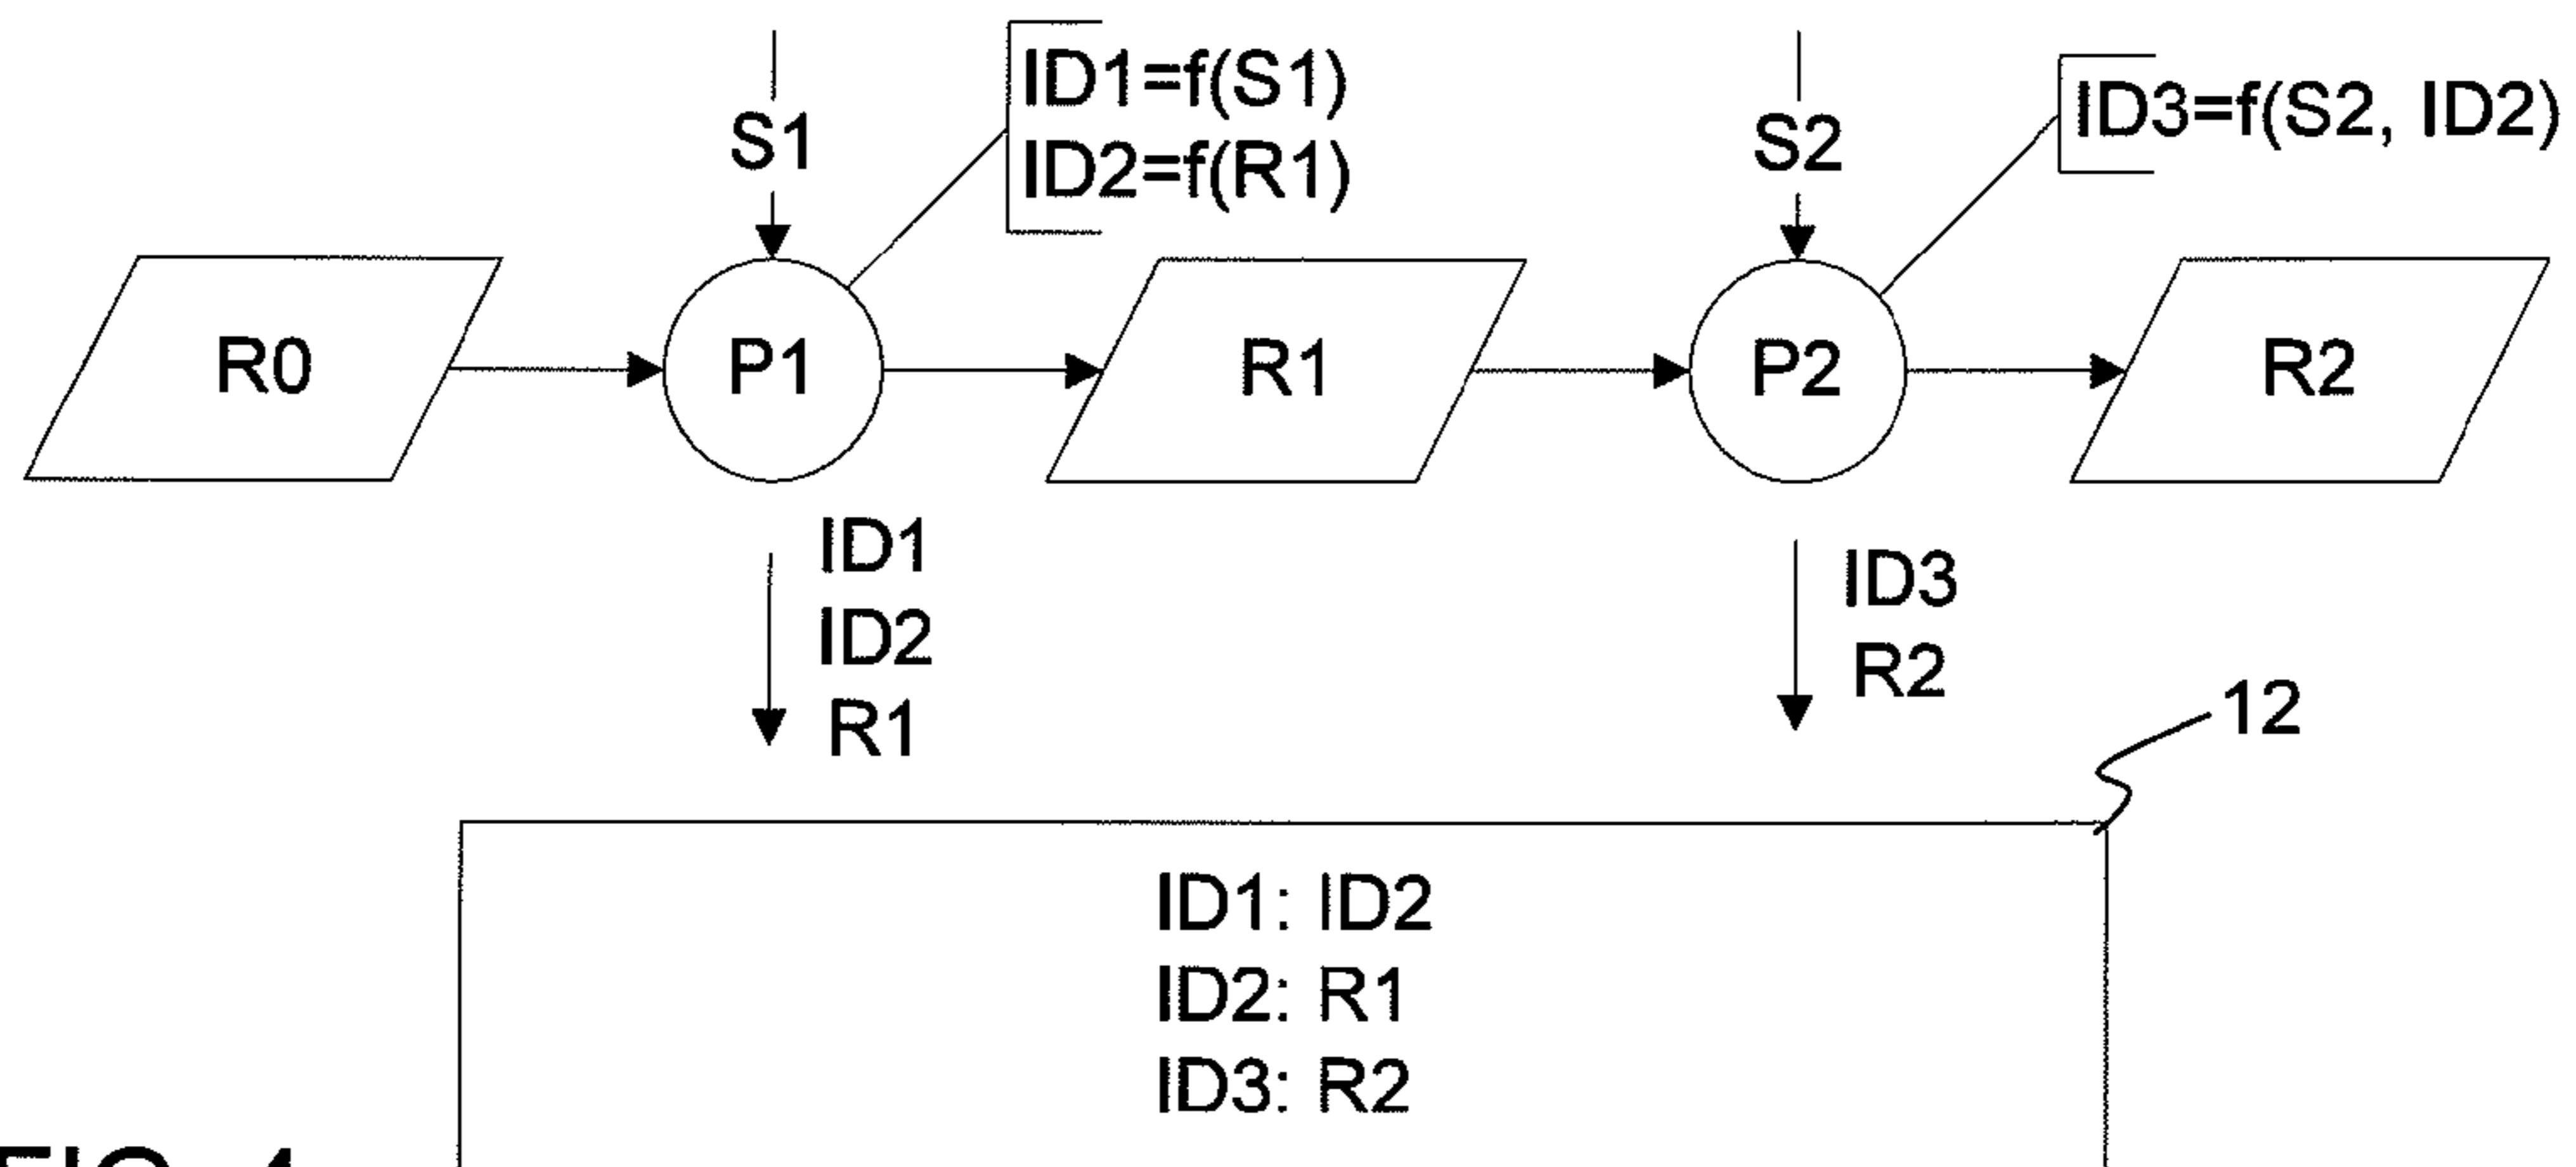 ID1=f(S1)
ID2=f(R1)
ID3=f(S2, ID2)
S1
S2
R0
P1
R1
P2
R2
ID1
ID2
R1
ID3
R2
12
ID1: ID2
ID2: R1
ID3: R2